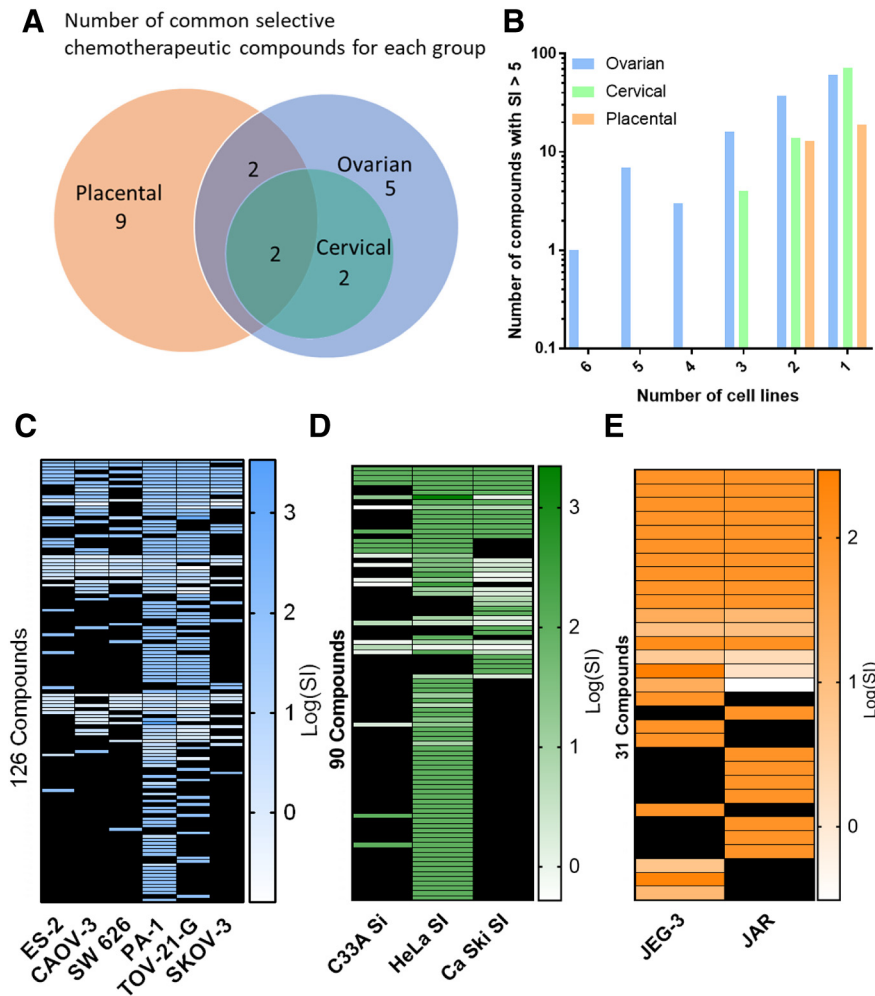 A
Number of common selective
chemotherapeutic compounds for each group
Placental
9
2
Ovarian
5
2
Cervical
2
B
Number of compounds with SI > 5
100
10
1
0.1
Ovarian
Cervical
Placental
6
5
4
3
2
1
Number of cell lines
C
126 Compounds
3
2
1
0
Log(SI)
ES-2
CAOV-3
SW 626
PA-1
TOV-21-G
SKOV-3
D
90 Compounds
3
2
1
0
Log(SI)
C33A Si
HeLa SI
Ca Ski SI
E
31 Compounds
2
1
0
Log(SI)
JEG-3
JAR